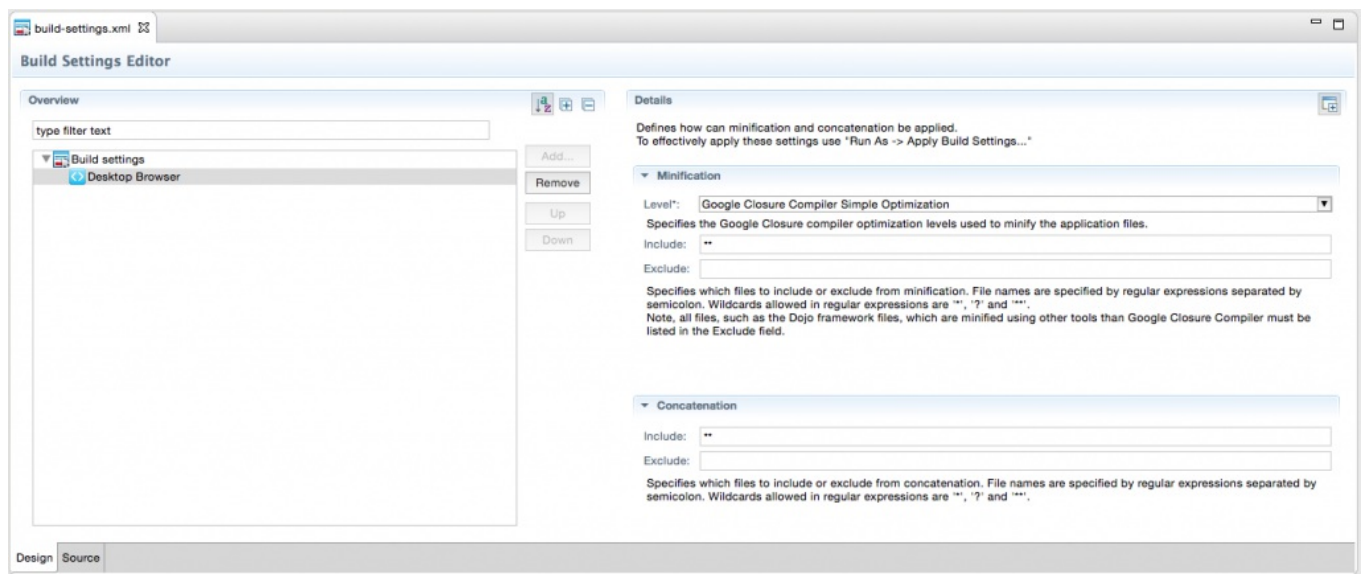 build-settings.xml
Build Settings Editor
Overview
type filter text
Build settings
Desktop Browser
Add...
Remove
Up
Down
Details
Defines how can minification and concatenation be applied.
To effectively apply these settings use "Run As -> Apply Build Settings..."
Minification
Level*: Google Closure Compiler Simple Optimization
Specifies the Google Closure compiler optimization levels used to minify the application files.
Include: **
Exclude:
Specifies which files to include or exclude from minification. File names are specified by regular expressions separated by
semicolon. Wildcards allowed in regular expressions are '*', '?' and '**'.
Note, all files, such as the Dojo framework files, which are minified using other tools than Google Closure Compiler must be
listed in the Exclude field.
Concatenation
Include: **
Exclude:
Specifies which files to include or exclude from concatenation. File names are specified by regular expressions separated by
semicolon. Wildcards allowed in regular expressions are '*', '?' and '**'.
Design Source